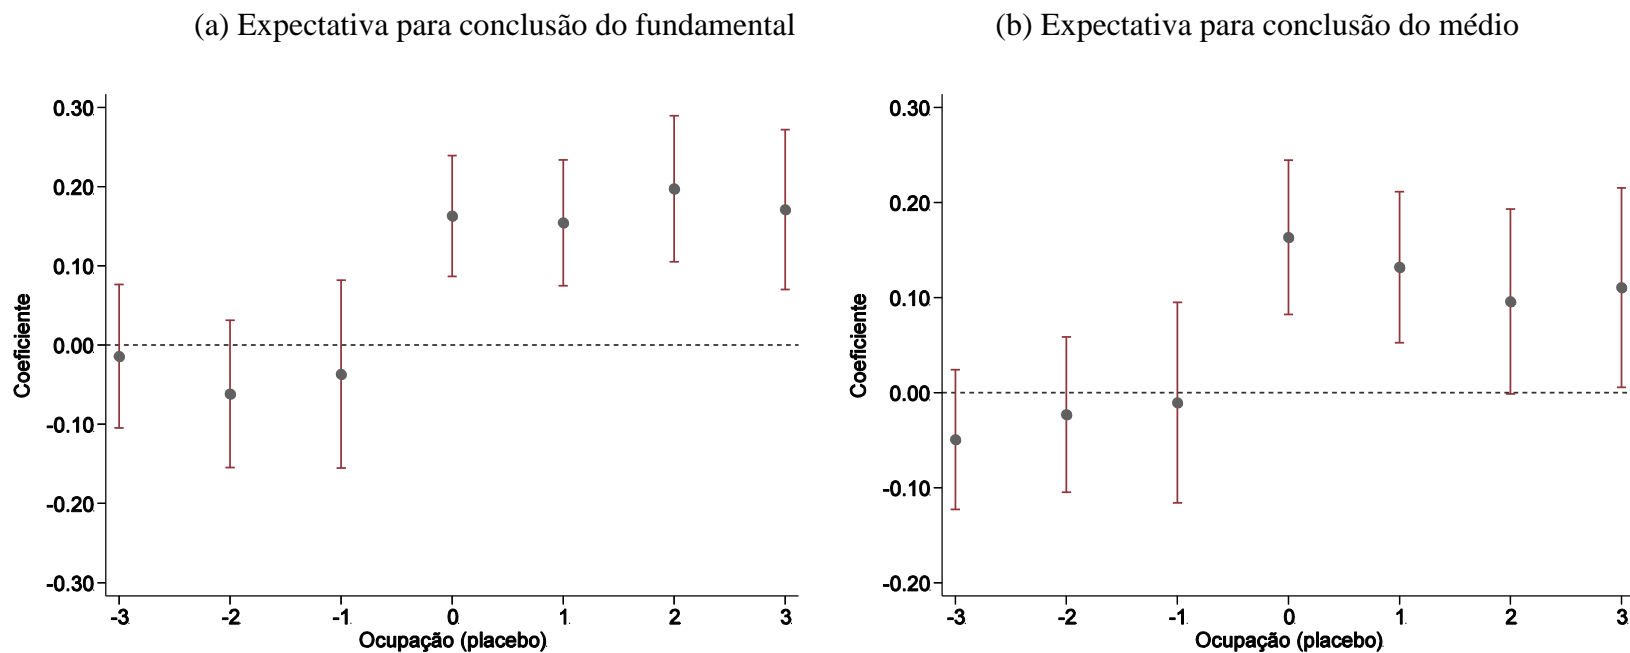 (a) Expectativa para conclusão do fundamental
0.30
0.20
0.10
0.00
-0.10
-0.20
-0.30
Coeficiente
-3 -2 -1 0 1 2 3
Ocupação (placebo)
(b) Expectativa para conclusão do médio
0.30
0.20
0.10
0.00
-0.10
-0.20
Coeficiente
-3 -2 -1 0 1 2 3
Ocupação (placebo)